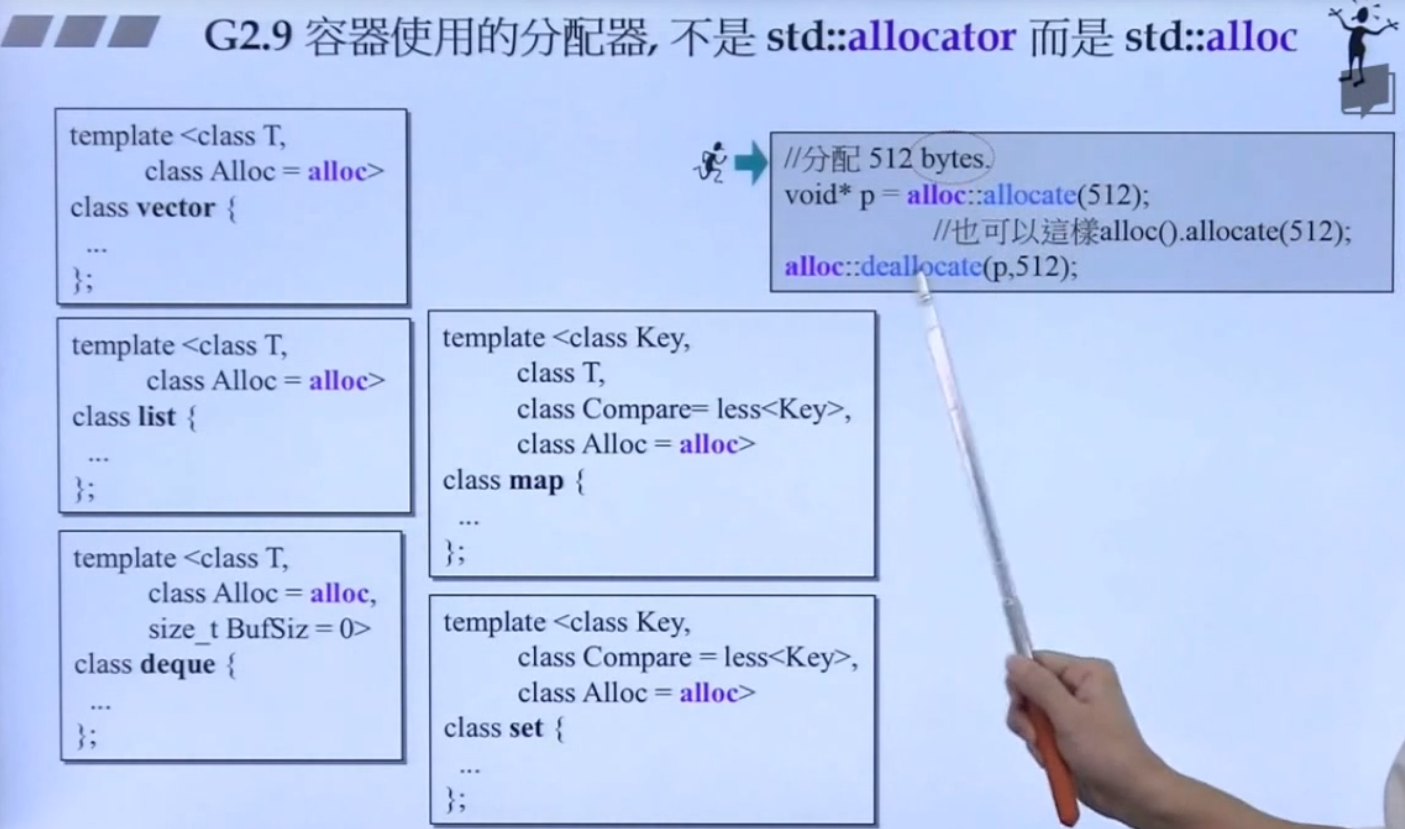 G2.9 容器使用的分配器, 不是 std::allocator 而是 std::alloc
template <class T,
class Alloc = alloc>
class vector {
...
};
template <class T,
class Alloc = alloc>
class list {
...
};
template <class T,
class Alloc = alloc,
size_t BufSiz = 0>
class deque {
...
};
//分配 512 bytes.
void* p = alloc::allocate(512);
//也可以這樣alloc().allocate(512);
alloc::deallocate(p,512);
template <class Key,
class T,
class Compare= less<Key>,
class Alloc = alloc>
class map {
...
};
template <class Key,
class Compare = less<Key>,
class Alloc = alloc>
class set {
...
};